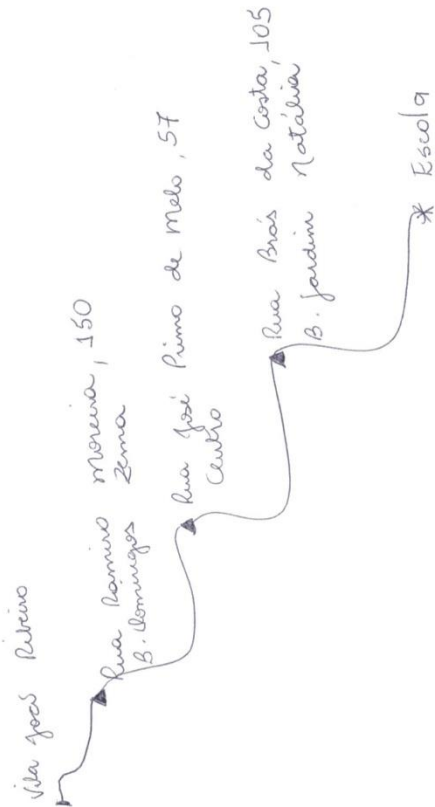 Vila José Ribeiro
Rua Ramiro Moreira, 150
B. Domingos Zema
Rua José Primo de Melo, 57
Centro
Rua Brás da Costa, 105
B. Jardim Natália
Escola